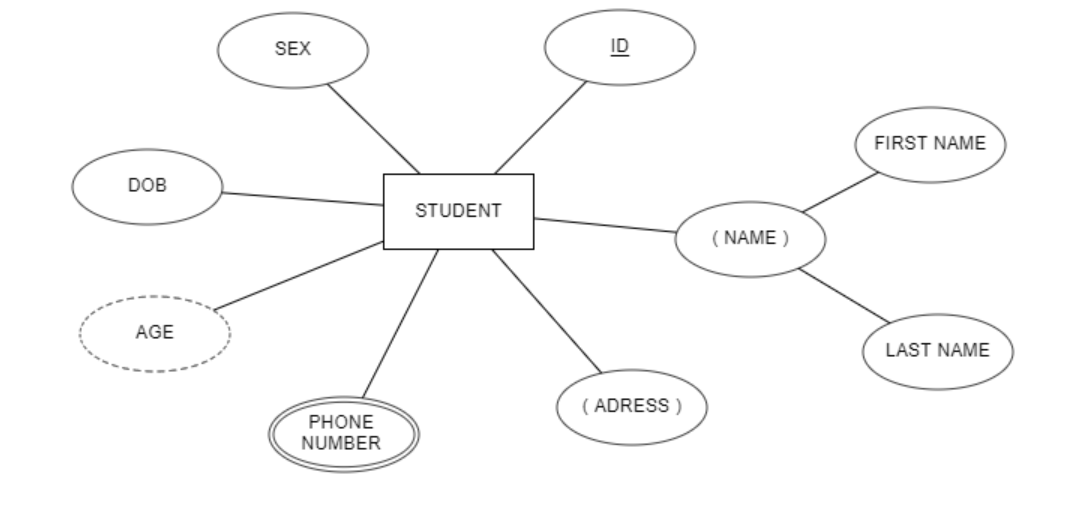 SEX
ID
FIRST NAME
DOB
STUDENT
( NAME )
AGE
LAST NAME
( ADRESS )
PHONE
NUMBER